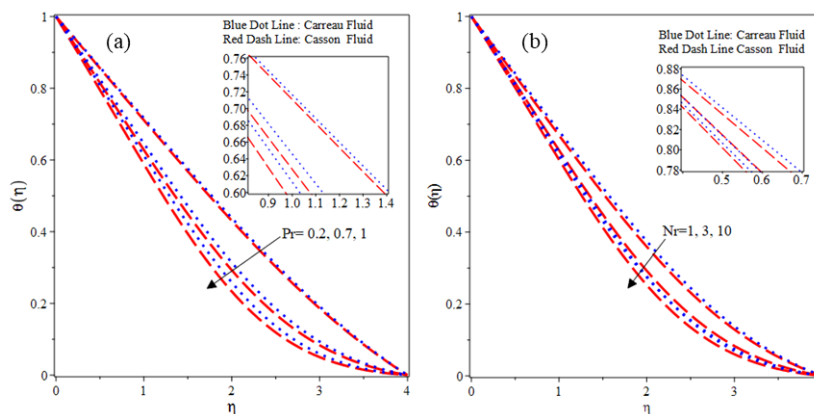 (a)
Blue Dot Line : Carreau Fluid
Red Dash Line: Casson Fluid
0.76
0.74
0.72
0.70
0.68
0.66
0.64
0.62
0.60
0.9 1.0 1.1 1.2 1.3 1.4
Pr= 0.2, 0.7, 1
θ(η)
1
0.8
0.6
0.4
0.2
0
0 1 2 3 4
η
(b)
Blue Dot Line: Carreau Fluid
Red Dash Line Casson Fluid
0.88
0.86
0.84
0.82
0.80
0.78
0.5 0.6 0.7
Nr=1, 3, 10
θ(η)
1
0.8
0.6
0.4
0.2
0
0 1 2 3
η